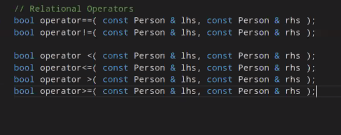 // Relational Operators
bool operator==( const Person & lhs, const Person & rhs );
bool operator!=( const Person & lhs, const Person & rhs );
bool operator <( const Person & lhs, const Person & rhs );
bool operator<=( const Person & lhs, const Person & rhs );
bool operator >( const Person & lhs, const Person & rhs );
bool operator>=( const Person & lhs, const Person & rhs );